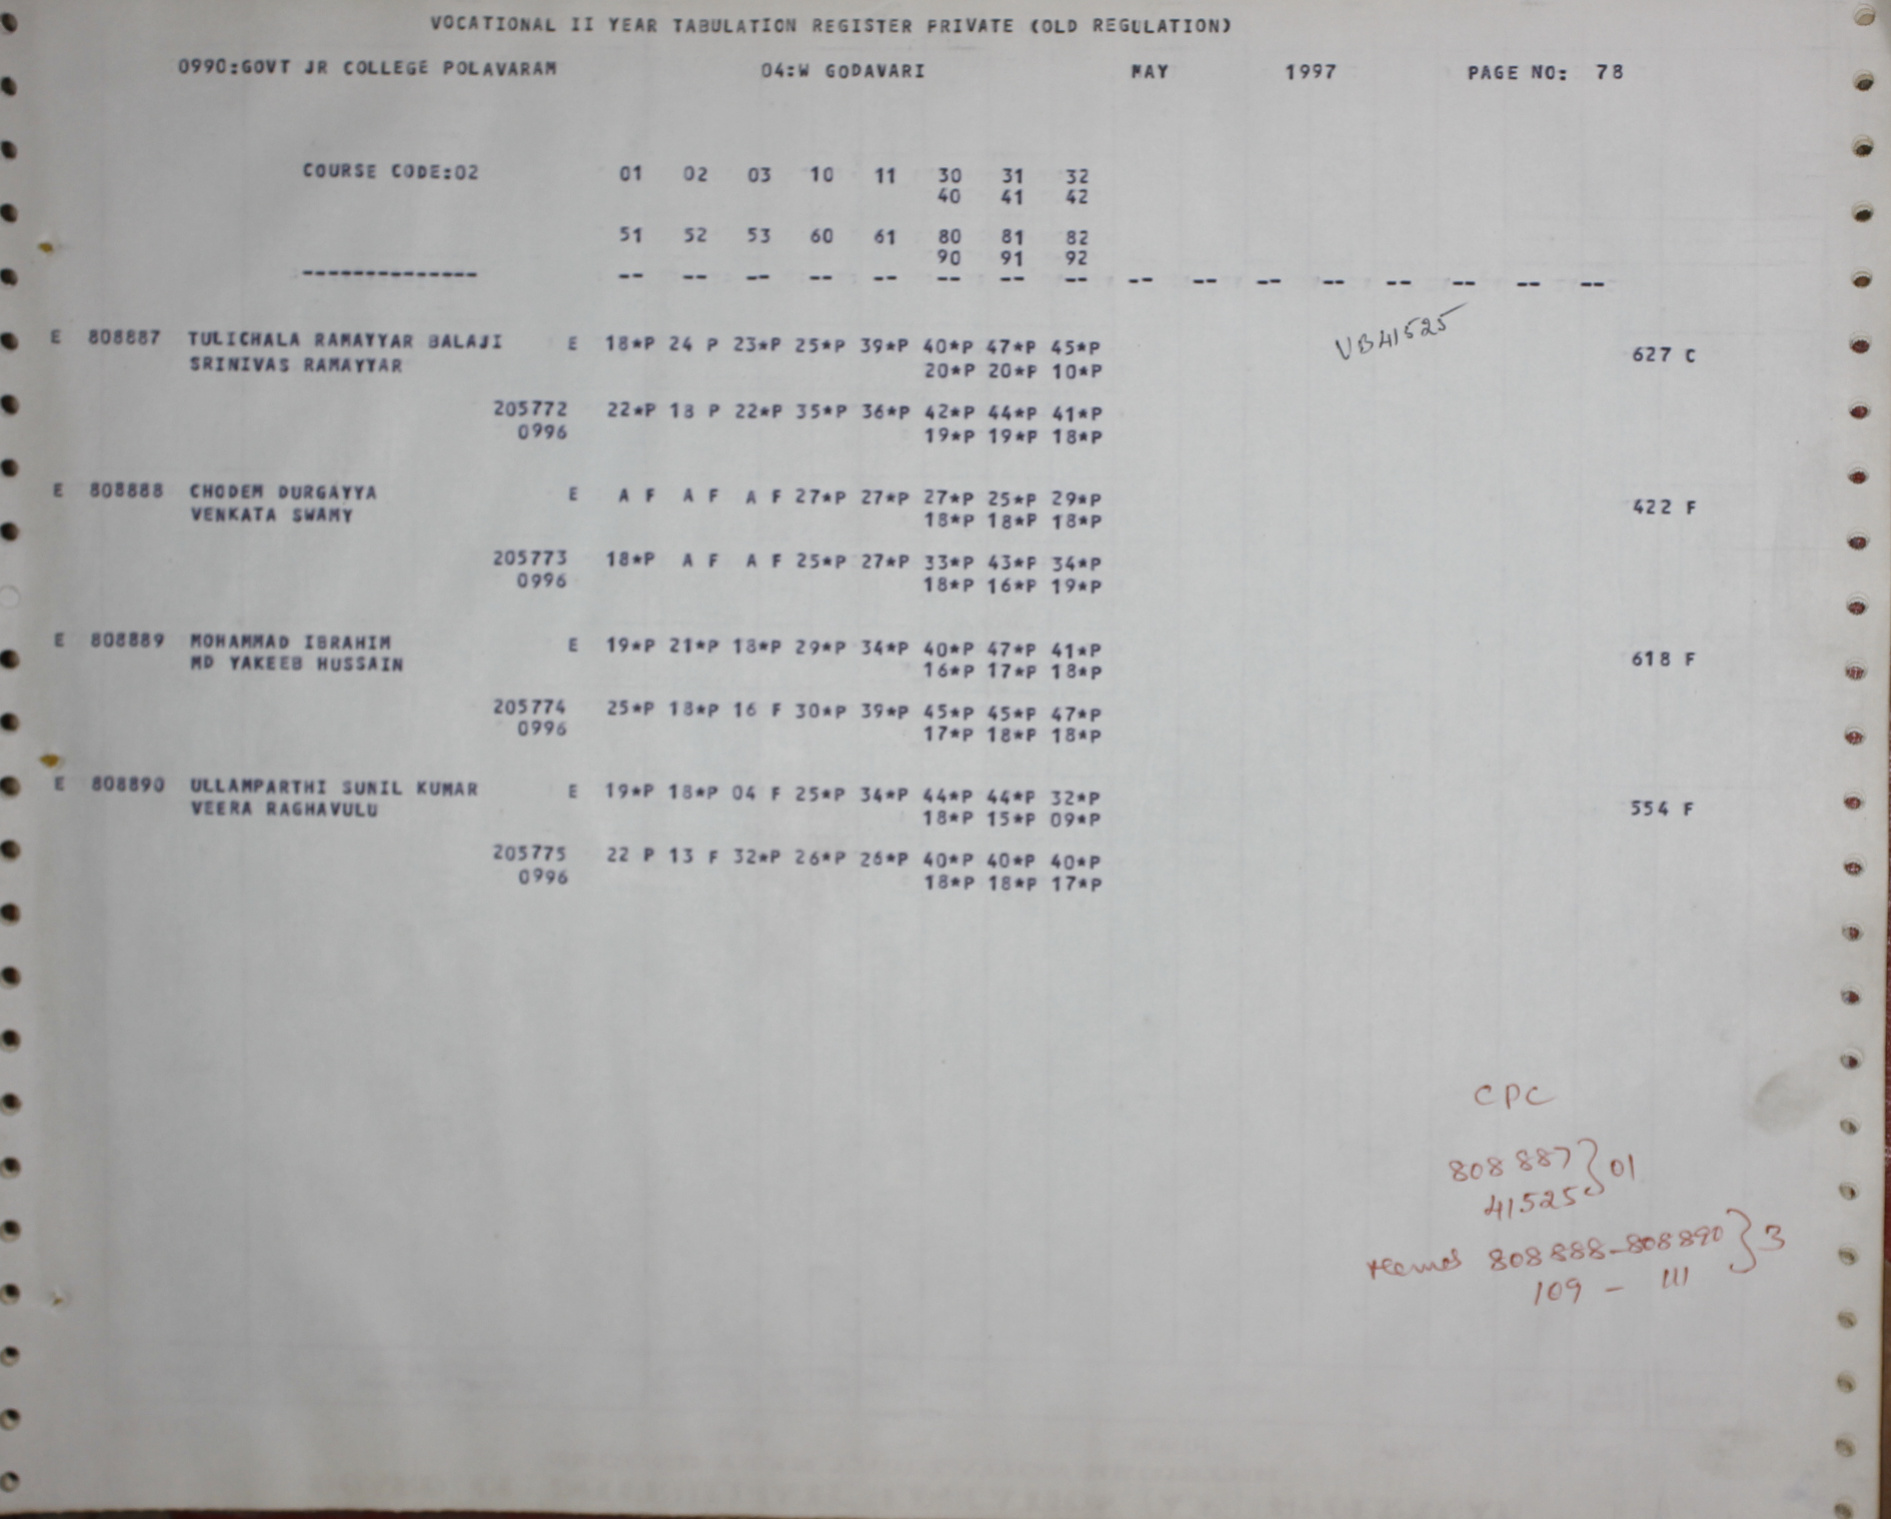 VOCATIONAL II YEAR TABULATION REGISTER PRIVATE (OLD REGULATION)
0990:GOVT JR COLLEGE POLAVARAM 04:W GODAVARI MAY 1997 PAGE NO: 78
COURSE CODE:02 01 02 03 10 11 30 31 32
40 41 42
51 52 53 60 61 80 81 82
90 91 92
-------------- -- -- -- -- -- -- -- -- -- -- -- -- -- -- -- --
E 808887 TULICHALA RAMAYYAR BALAJI E 18*P 24 P 23*P 25*P 39*P 40*P 47*P 45*P VB41525 627 C
SRINIVAS RAMAYYAR 20*P 20*P 10*P
205772 22*P 18 P 22*P 35*P 36*P 42*P 44*P 41*P
0996 19*P 19*P 18*P
E 808888 CHODEM DURGAYYA E A F A F A F 27*P 27*P 27*P 25*P 29*P 422 F
VENKATA SWAMY 18*P 18*P 18*P
205773 18*P A F A F 25*P 27*P 33*P 43*P 34*P
0996 18*P 16*P 19*P
E 808889 MOHAMMAD IBRAHIM E 19*P 21*P 18*P 29*P 34*P 40*P 47*P 41*P 618 F
MD YAKEEB HUSSAIN 16*P 17*P 18*P
205774 25*P 18*P 16 F 30*P 39*P 45*P 45*P 47*P
0996 17*P 18*P 18*P
E 808890 ULLAMPARTHI SUNIL KUMAR E 19*P 18*P 04 F 25*P 34*P 44*P 44*P 32*P 554 F
VEERA RAGHAVULU 18*P 15*P 09*P
205775 22 P 13 F 32*P 26*P 26*P 40*P 40*P 40*P
0996 18*P 18*P 17*P
CPC
808887 } 01
41525
808888-808890 } 3
109 - 111